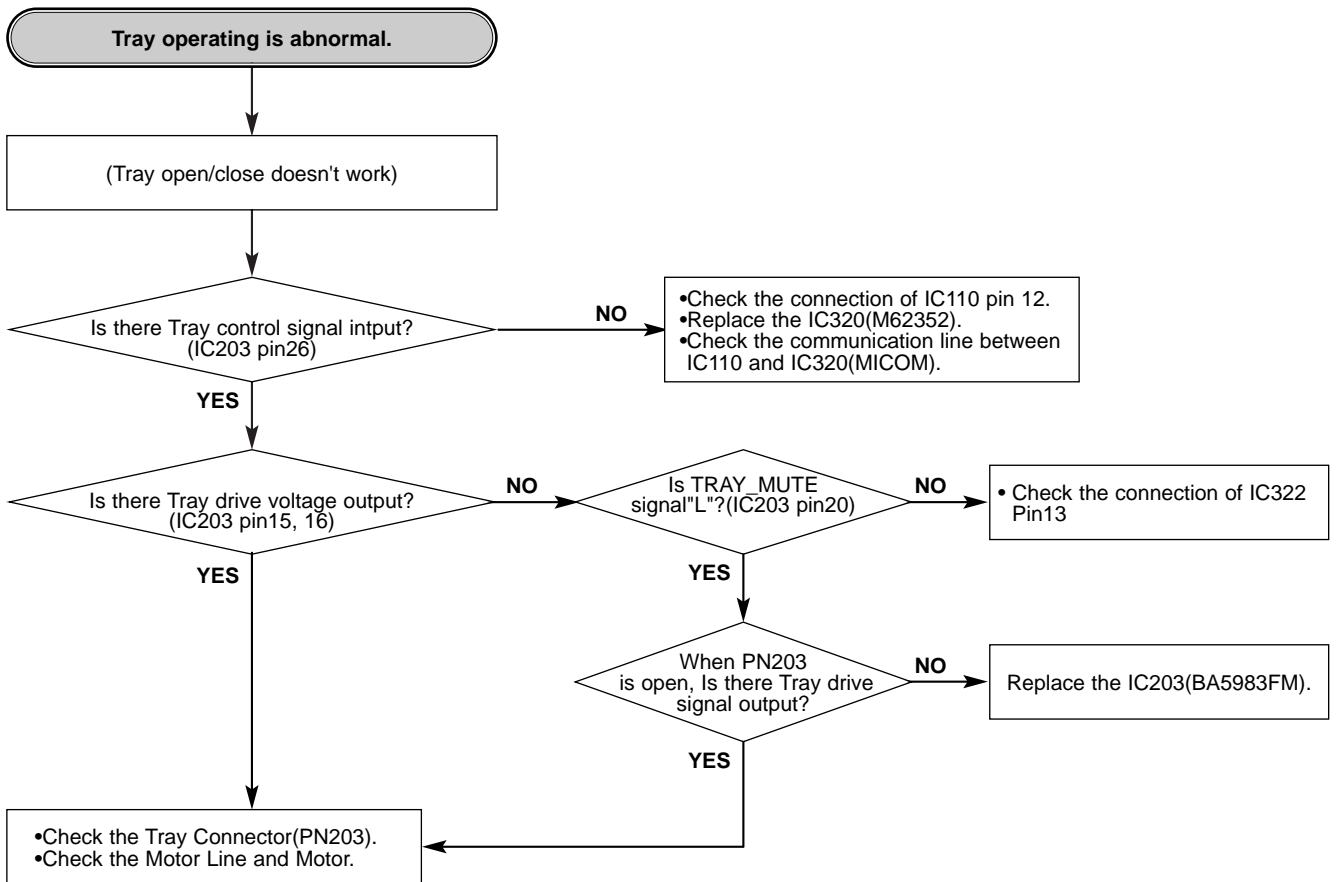 Tray operating is abnormal.
(Tray open/close doesn't work)
Is there Tray control signal intput?
(IC203 pin26)
NO
•Check the connection of IC110 pin 12.
•Replace the IC320(M62352).
•Check the communication line between
IC110 and IC320(MICOM).
YES
Is there Tray drive voltage output?
(IC203 pin15, 16)
NO
Is TRAY_MUTE
signal"L"?(IC203 pin20)
NO
• Check the connection of IC322
Pin13
YES
YES
When PN203
is open, Is there Tray drive
signal output?
NO
Replace the IC203(BA5983FM).
YES
•Check the Tray Connector(PN203).
•Check the Motor Line and Motor.